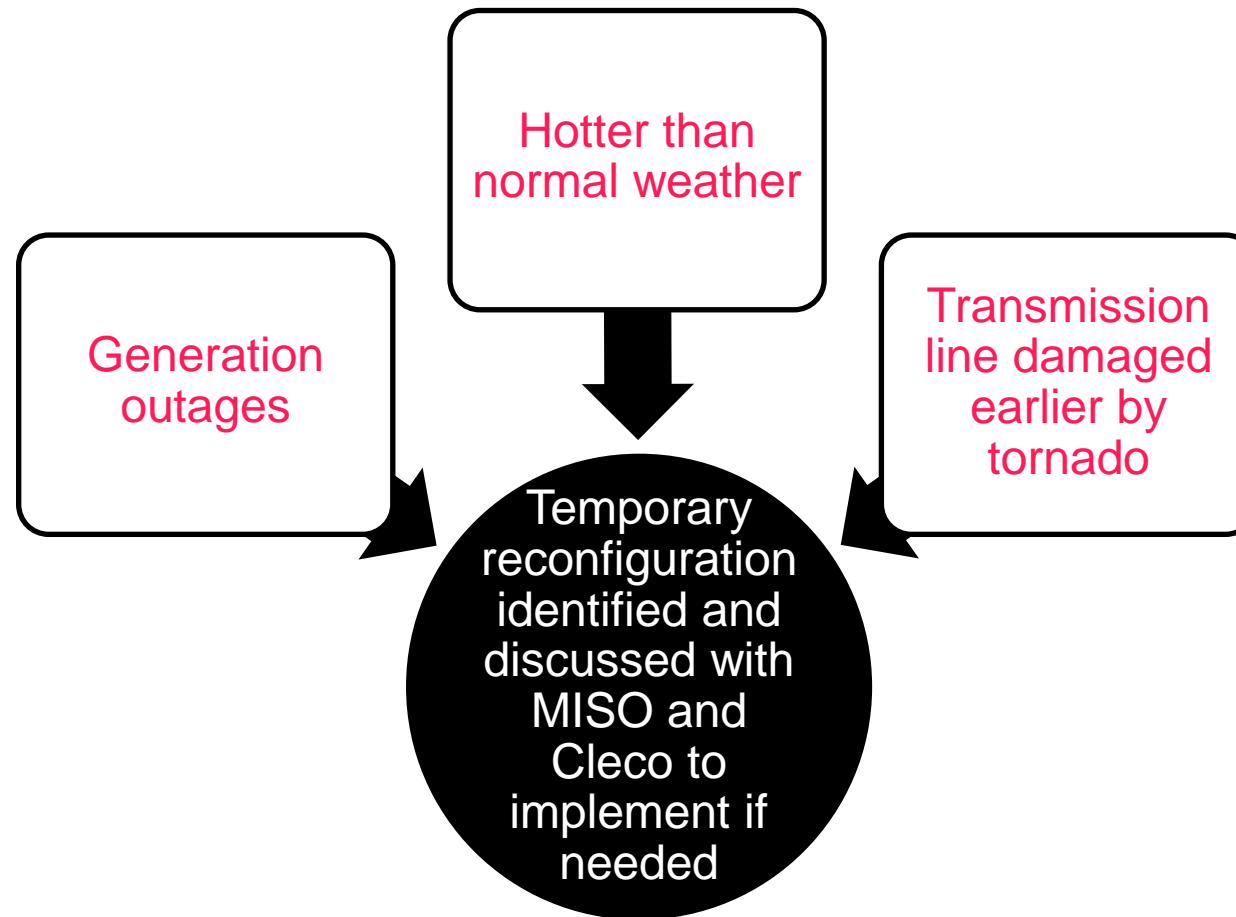 Hotter than
normal weather
Generation
outages
Transmission
line damaged
earlier by
tornado
Temporary
reconfiguration
identified and
discussed with
MISO and
Cleco to
implement if
needed